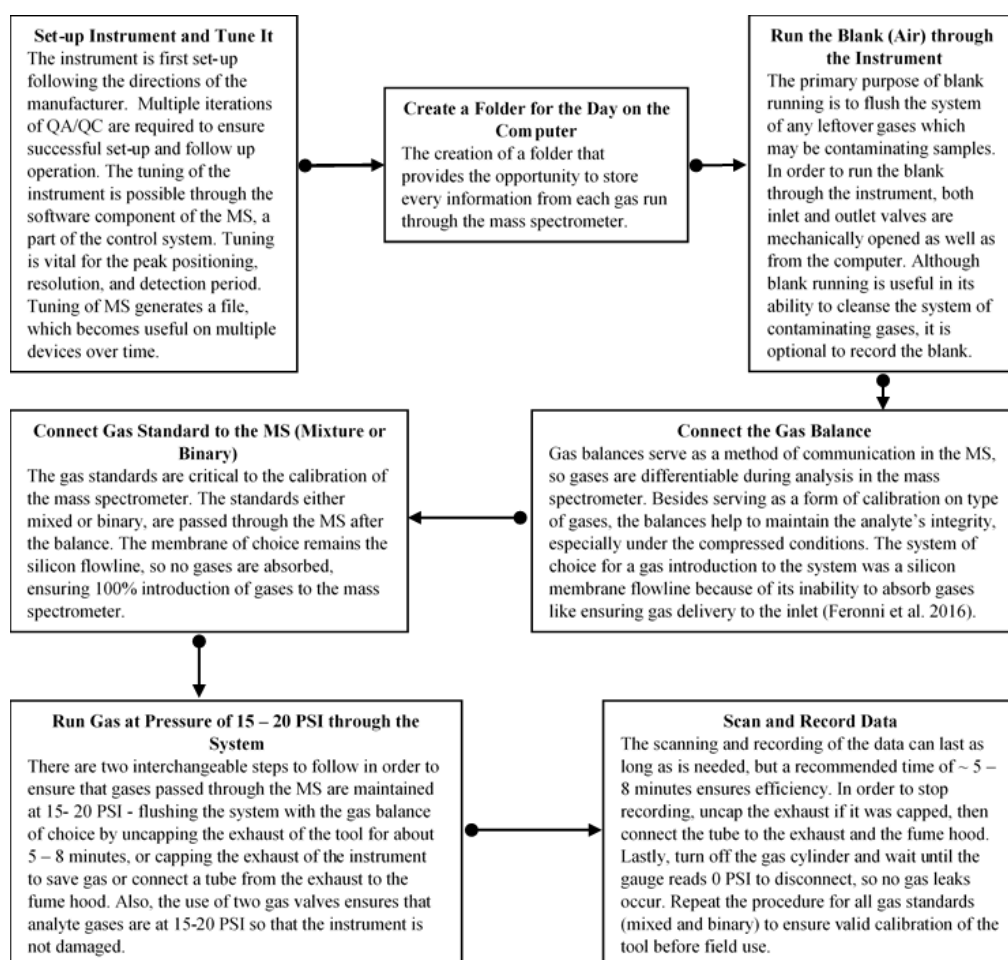 Set-up Instrument and Tune It
The instrument is first set-up
following the directions of the
manufacturer. Multiple iterations
of QA/QC are required to ensure
successful set-up and follow up
operation. The tuning of the
instrument is possible through the
software component of the MS, a
part of the control system. Tuning
is vital for the peak positioning,
resolution, and detection period.
Tuning of MS generates a file,
which becomes useful on multiple
devices over time.
Create a Folder for the Day on the
Computer
The creation of a folder that
provides the opportunity to store
every information from each gas run
through the mass spectrometer.
Run the Blank (Air) through
the Instrument
The primary purpose of blank
running is to flush the system
of any leftover gases which
may be contaminating samples.
In order to run the blank
through the instrument, both
inlet and outlet valves are
mechanically opened as well as
from the computer. Although
blank running is useful in its
ability to cleanse the system of
contaminating gases, it is
optional to record the blank.
Connect the Gas Balance
Gas balances serve as a method of communication in the MS,
so gases are differentiable during analysis in the mass
spectrometer. Besides serving as a form of calibration on type
of gases, the balances help to maintain the analyte's integrity,
especially under the compressed conditions. The system of
choice for a gas introduction to the system was a silicon
membrane flowline because of its inability to absorb gases
like ensuring gas delivery to the inlet (Feronni et al. 2016).
Connect Gas Standard to the MS (Mixture or
Binary)
The gas standards are critical to the calibration of
the mass spectrometer. The standards either
mixed or binary, are passed through the MS after
the balance. The membrane of choice remains the
silicon flowline, so no gases are absorbed,
ensuring 100% introduction of gases to the mass
spectrometer.
Run Gas at Pressure of 15 – 20 PSI through the
System
There are two interchangeable steps to follow in order to
ensure that gases passed through the MS are maintained
at 15- 20 PSI - flushing the system with the gas balance
of choice by uncapping the exhaust of the tool for about
5 – 8 minutes, or capping the exhaust of the instrument
to save gas or connect a tube from the exhaust to the
fume hood. Also, the use of two gas valves ensures that
analyte gases are at 15-20 PSI so that the instrument is
not damaged.
Scan and Record Data
The scanning and recording of the data can last as
long as is needed, but a recommended time of ~ 5 –
8 minutes ensures efficiency. In order to stop
recording, uncap the exhaust if it was capped, then
connect the tube to the exhaust and the fume hood.
Lastly, turn off the gas cylinder and wait until the
gauge reads 0 PSI to disconnect, so no gas leaks
occur. Repeat the procedure for all gas standards
(mixed and binary) to ensure valid calibration of the
tool before field use.